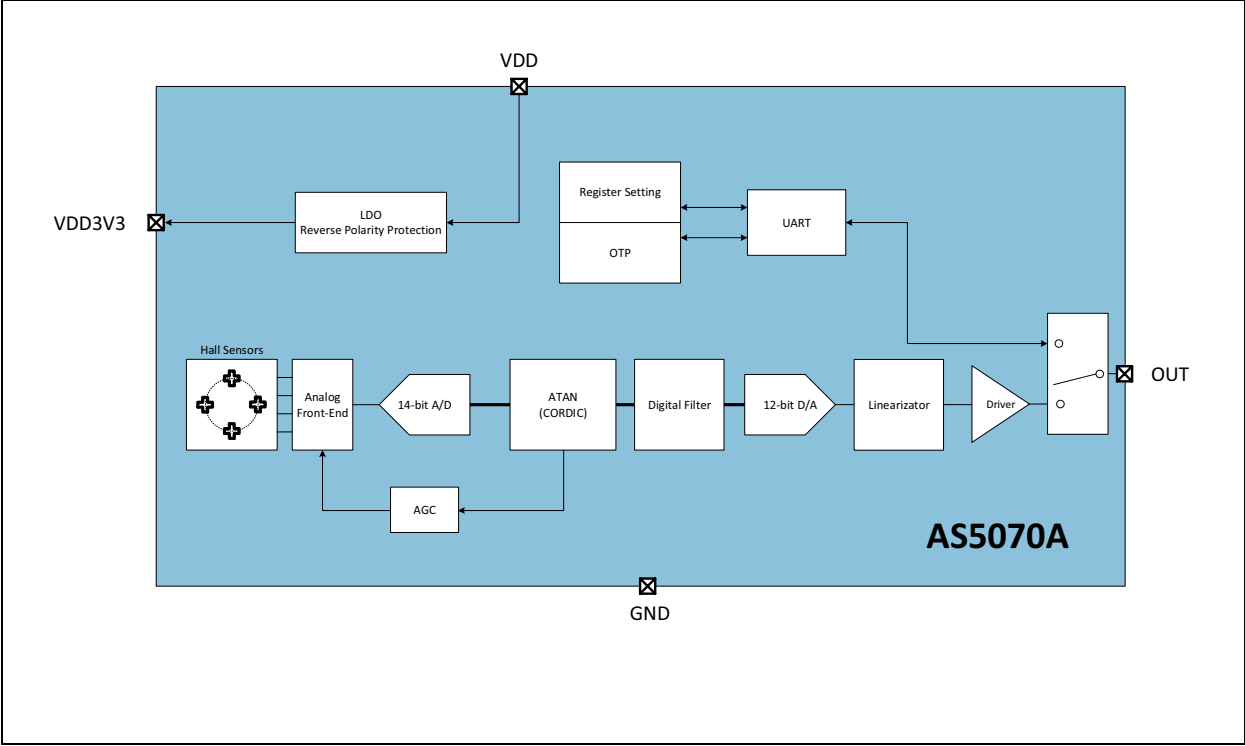 VDD
VDD3V3
LDO
Reverse Polarity Protection
Register Setting
OTP
UART
Hall Sensors
Analog
Front-End
14-bit A/D
ATAN
(CORDIC)
Digital Filter
12-bit D/A
Linearizator
Driver
OUT
AGC
AS5070A
GND